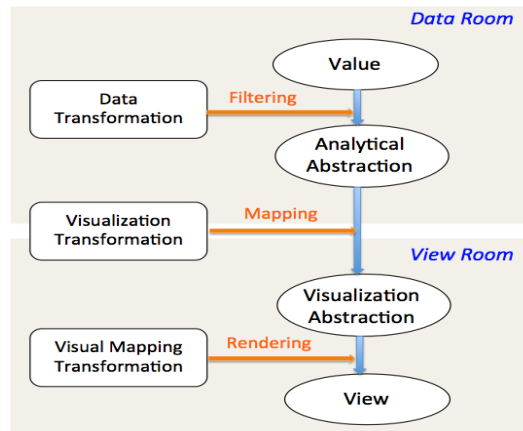 Data Room
Value
Data
Transformation
Filtering
Analytical
Abstraction
Visualization
Transformation
Mapping
View Room
Visualization
Abstraction
Visual Mapping
Transformation
Rendering
View